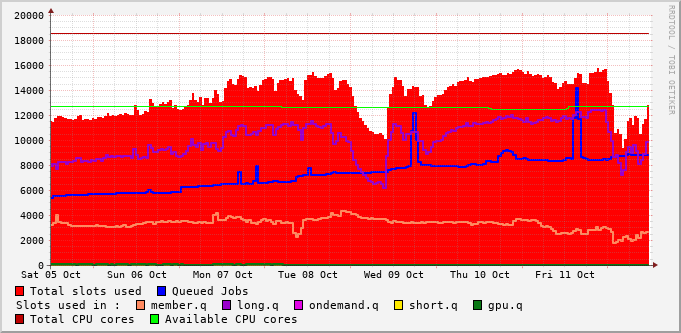 RRDTOOL / TOBI OETIKER
20000
18000
16000
14000
12000
10000
8000
6000
4000
2000
0
Sat 05 Oct Sun 06 Oct Mon 07 Oct Tue 08 Oct Wed 09 Oct Thu 10 Oct Fri 11 Oct
Total slots used Queued Jobs
Slots used in : member.q long.q ondemand.q short.q gpu.q
Total CPU cores Available CPU cores